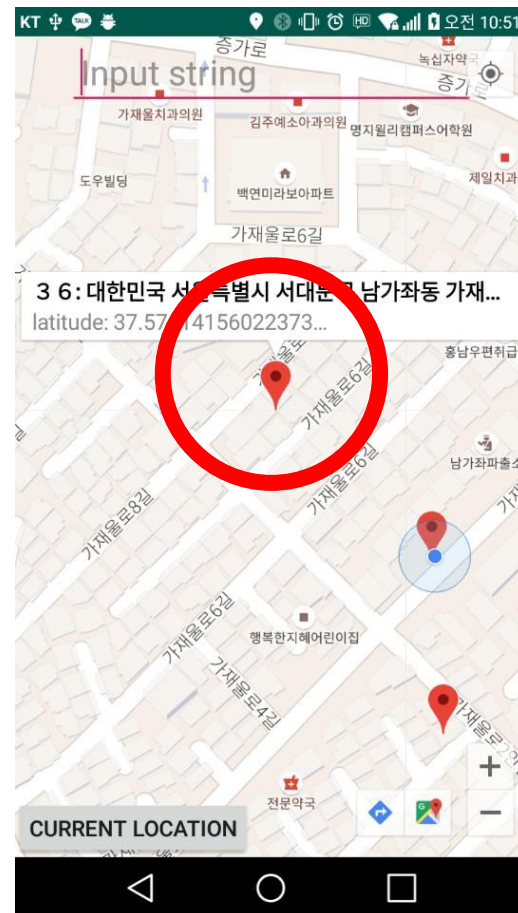 KT TALK HD 오전 10:51
증가로
녹십자약국
Input string
증가로
가재울치과의원
김주예소아과의원
명지윌리캠퍼스어학원
도우빌딩
백연미라보아파트
제일치과
가재울로6길
３６: 대한민국 서울특별시 서대문구 남가좌동 가재...
latitude: 37.57 14156022373...
홍남우편취급
가재울로6길
가재울로6길
남가좌파출소
가재울로8길
가재울로6길
행복한지혜어린이집
가재울로4길
가재울로2
+
전문약국
G
−
CURRENT LOCATION